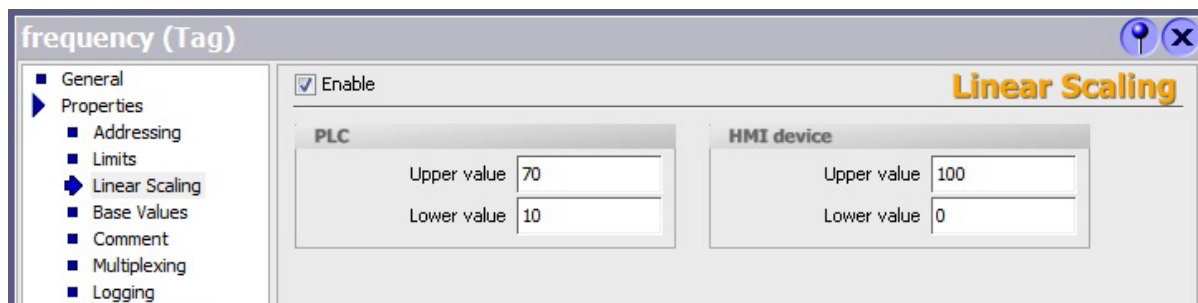 frequency (Tag)
General
Properties
Addressing
Limits
Linear Scaling
Base Values
Comment
Multiplexing
Logging
Enable
Linear Scaling
PLC
Upper value 70
Lower value 10
HMI device
Upper value 100
Lower value 0